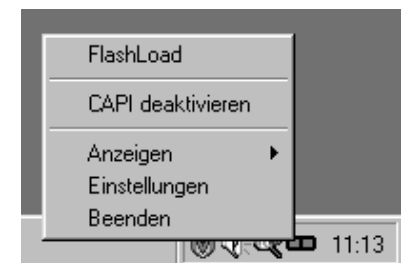 FlashLoad
CAPI deaktivieren
Anzeigen
Einstellungen
Beenden
11:13